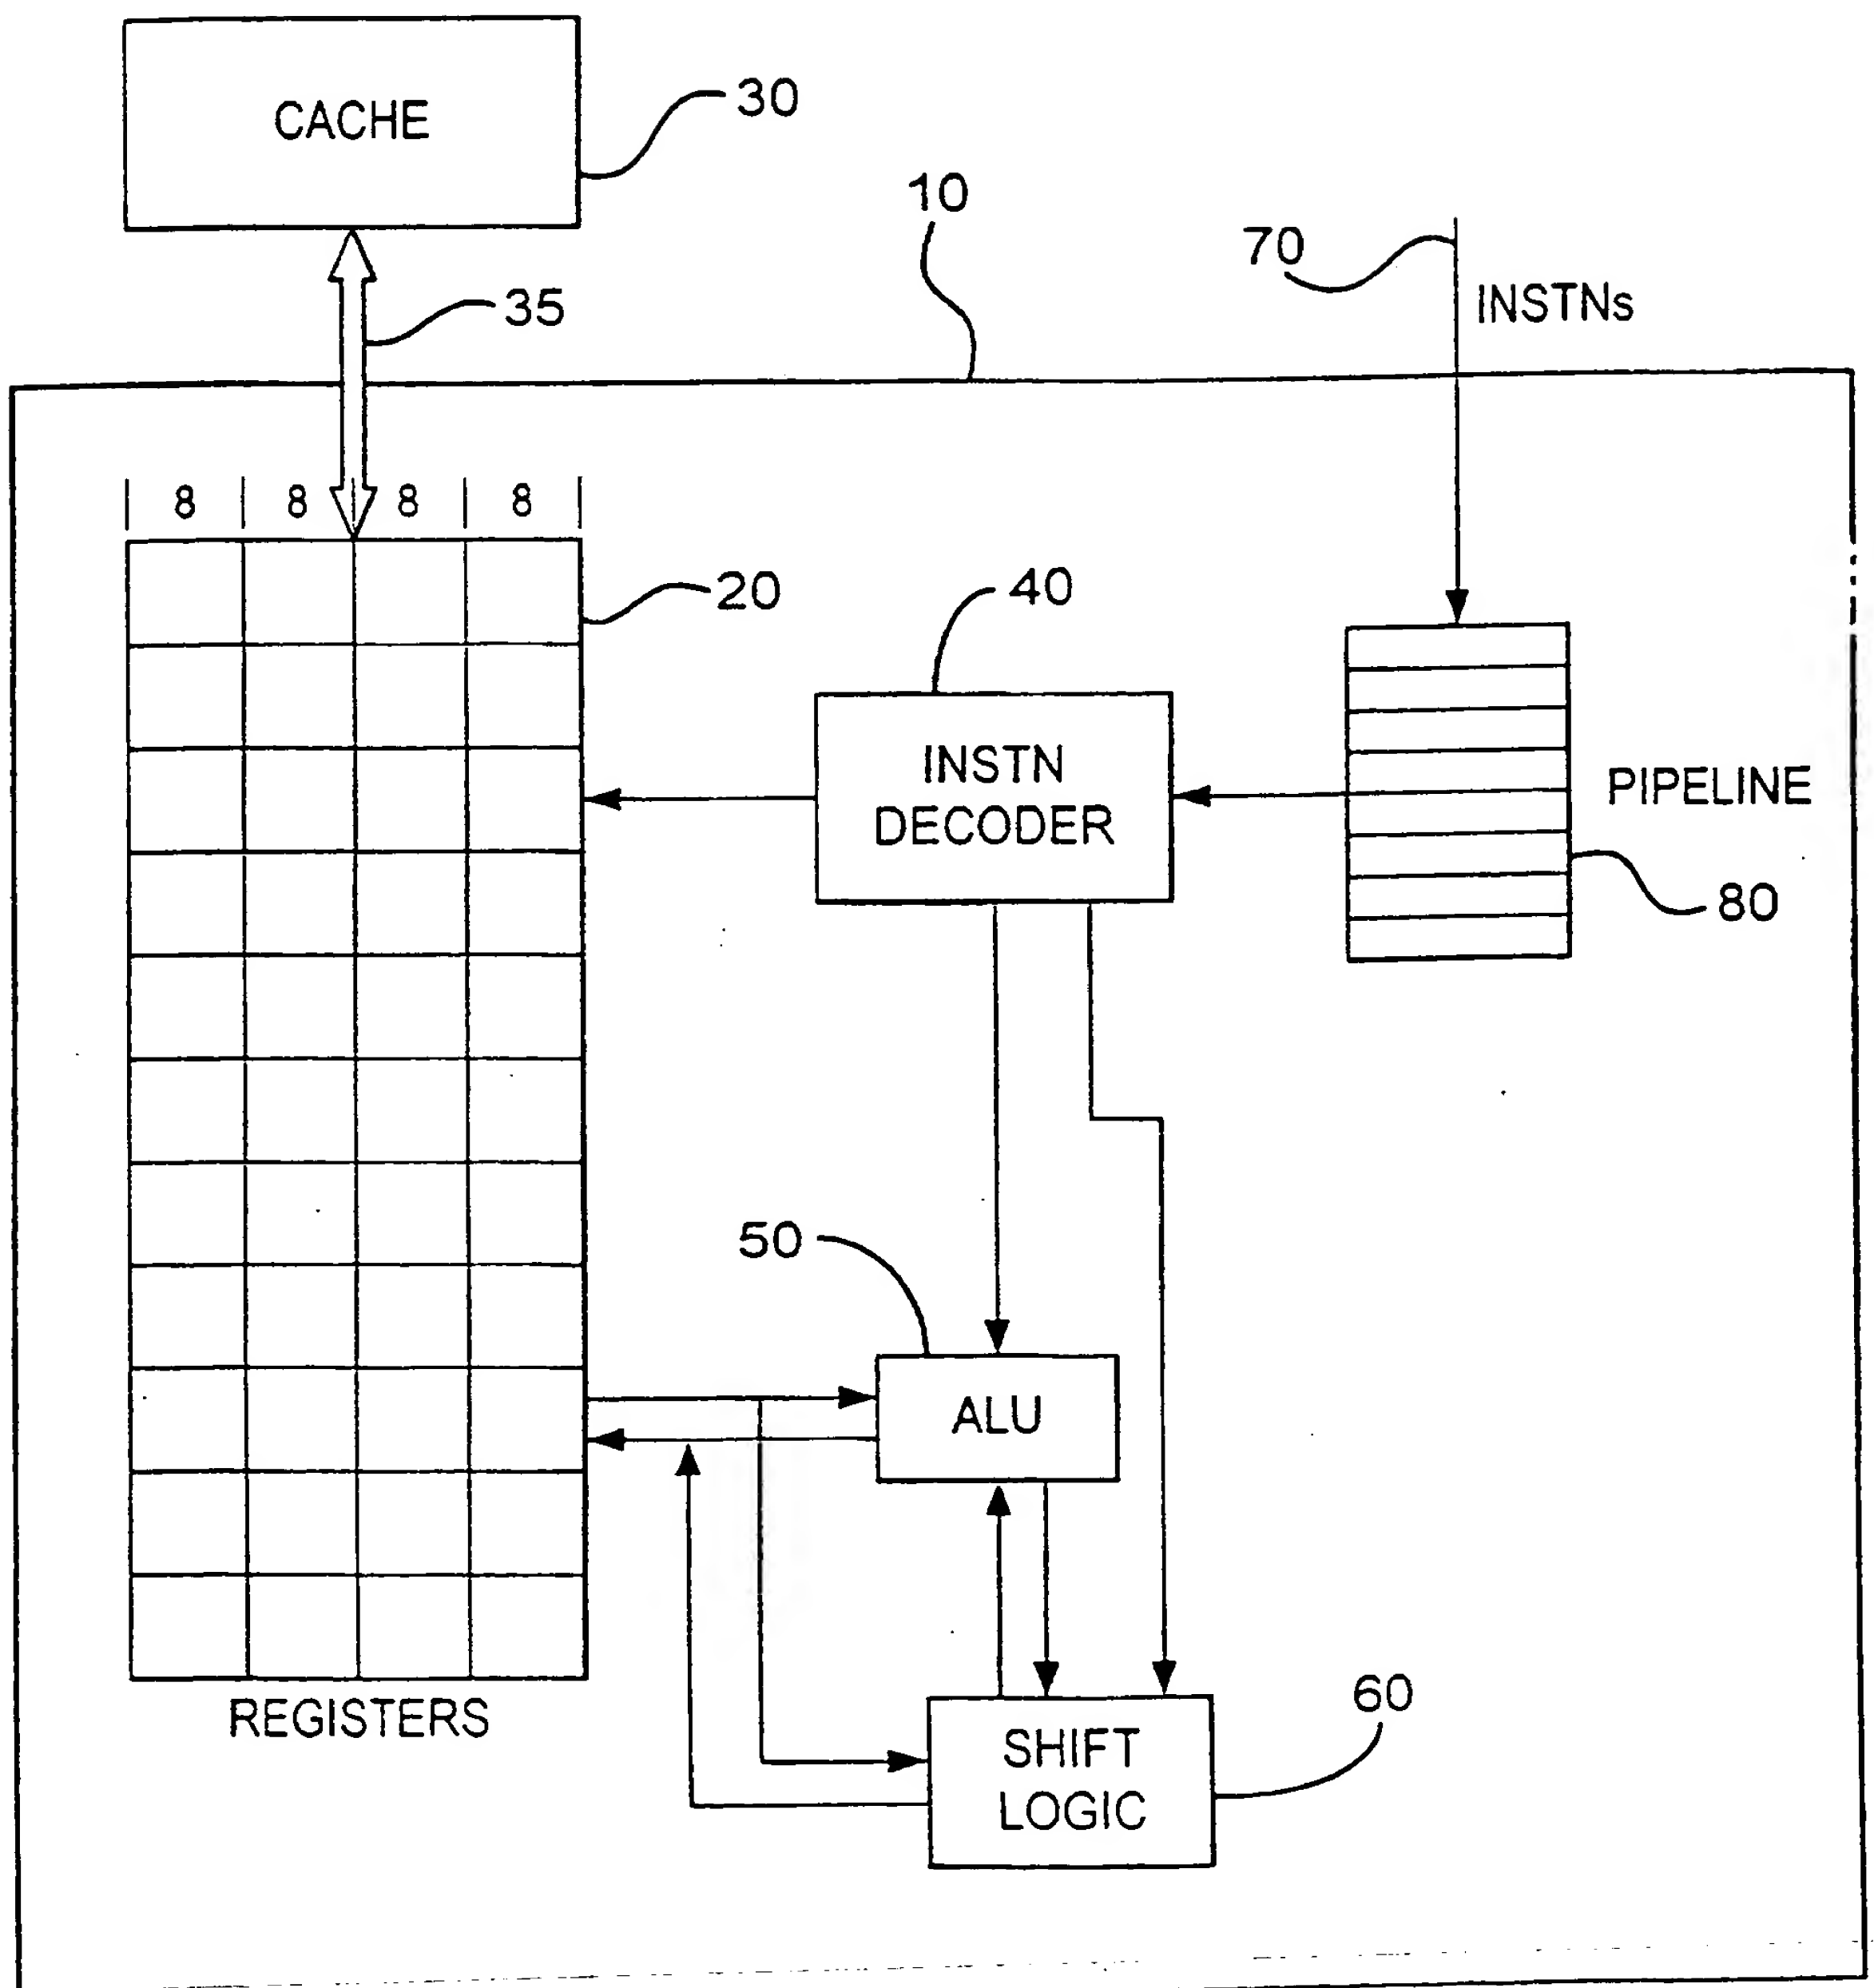 CACHE
30
10
70
INSTNs
35
8 8 8 8
20
40
INSTN
DECODER
PIPELINE
80
50
ALU
REGISTERS
60
SHIFT
LOGIC